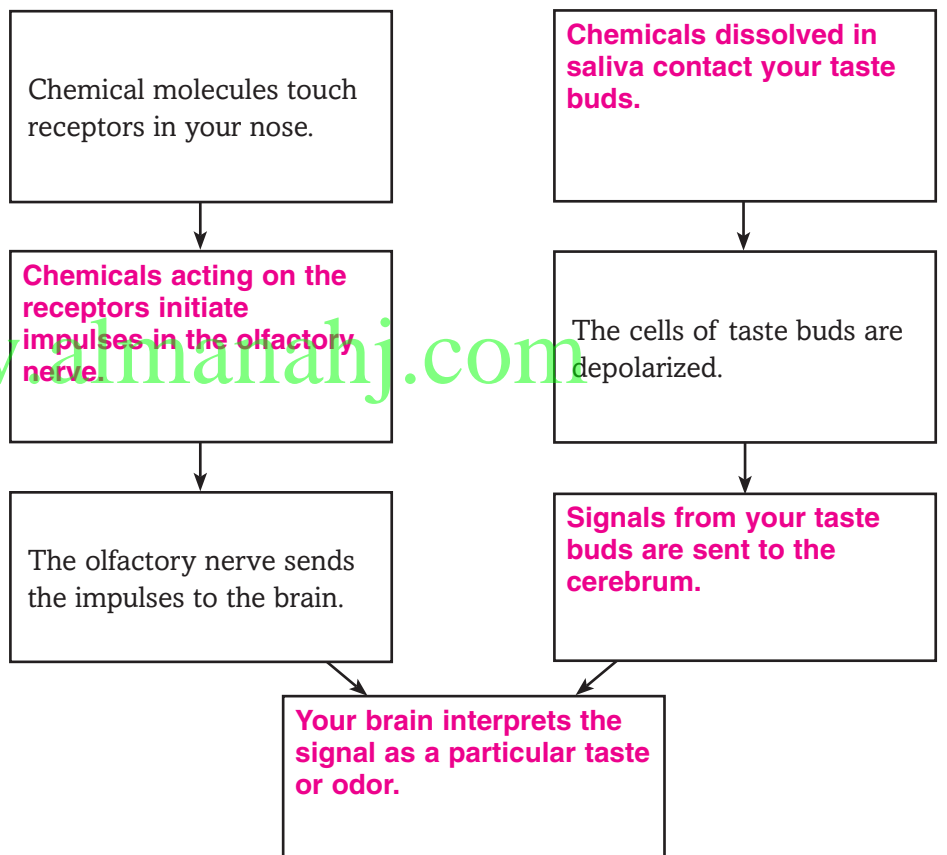 Chemical molecules touch
receptors in your nose.
Chemicals dissolved in
saliva contact your taste
buds.
Chemicals acting on the
receptors initiate
impulses in the olfactory
nerve.
The cells of taste buds are
depolarized.
w.almanahj.com
The olfactory nerve sends
the impulses to the brain.
Signals from your taste
buds are sent to the
cerebrum.
Your brain interprets the
signal as a particular taste
or odor.